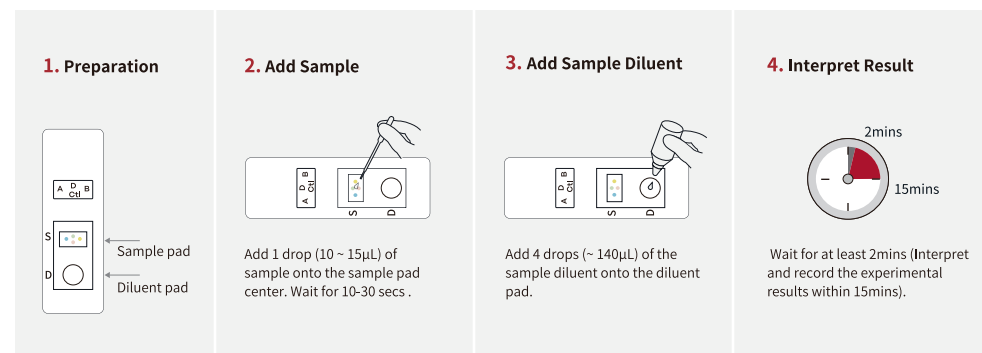 1. Preparation
A D B
Ctl
S
Sample pad
D
Diluent pad
2. Add Sample
A D B
Ctl
S D
Add 1 drop (10 ~ 15μL) of
sample onto the sample pad
center. Wait for 10-30 secs .
3. Add Sample Diluent
A D B
Ctl
S D
Add 4 drops (~ 140μL) of the
sample diluent onto the diluent
pad.
4. Interpret Result
2mins
15mins
Wait for at least 2mins (Interpret
and record the experimental
results within 15mins).